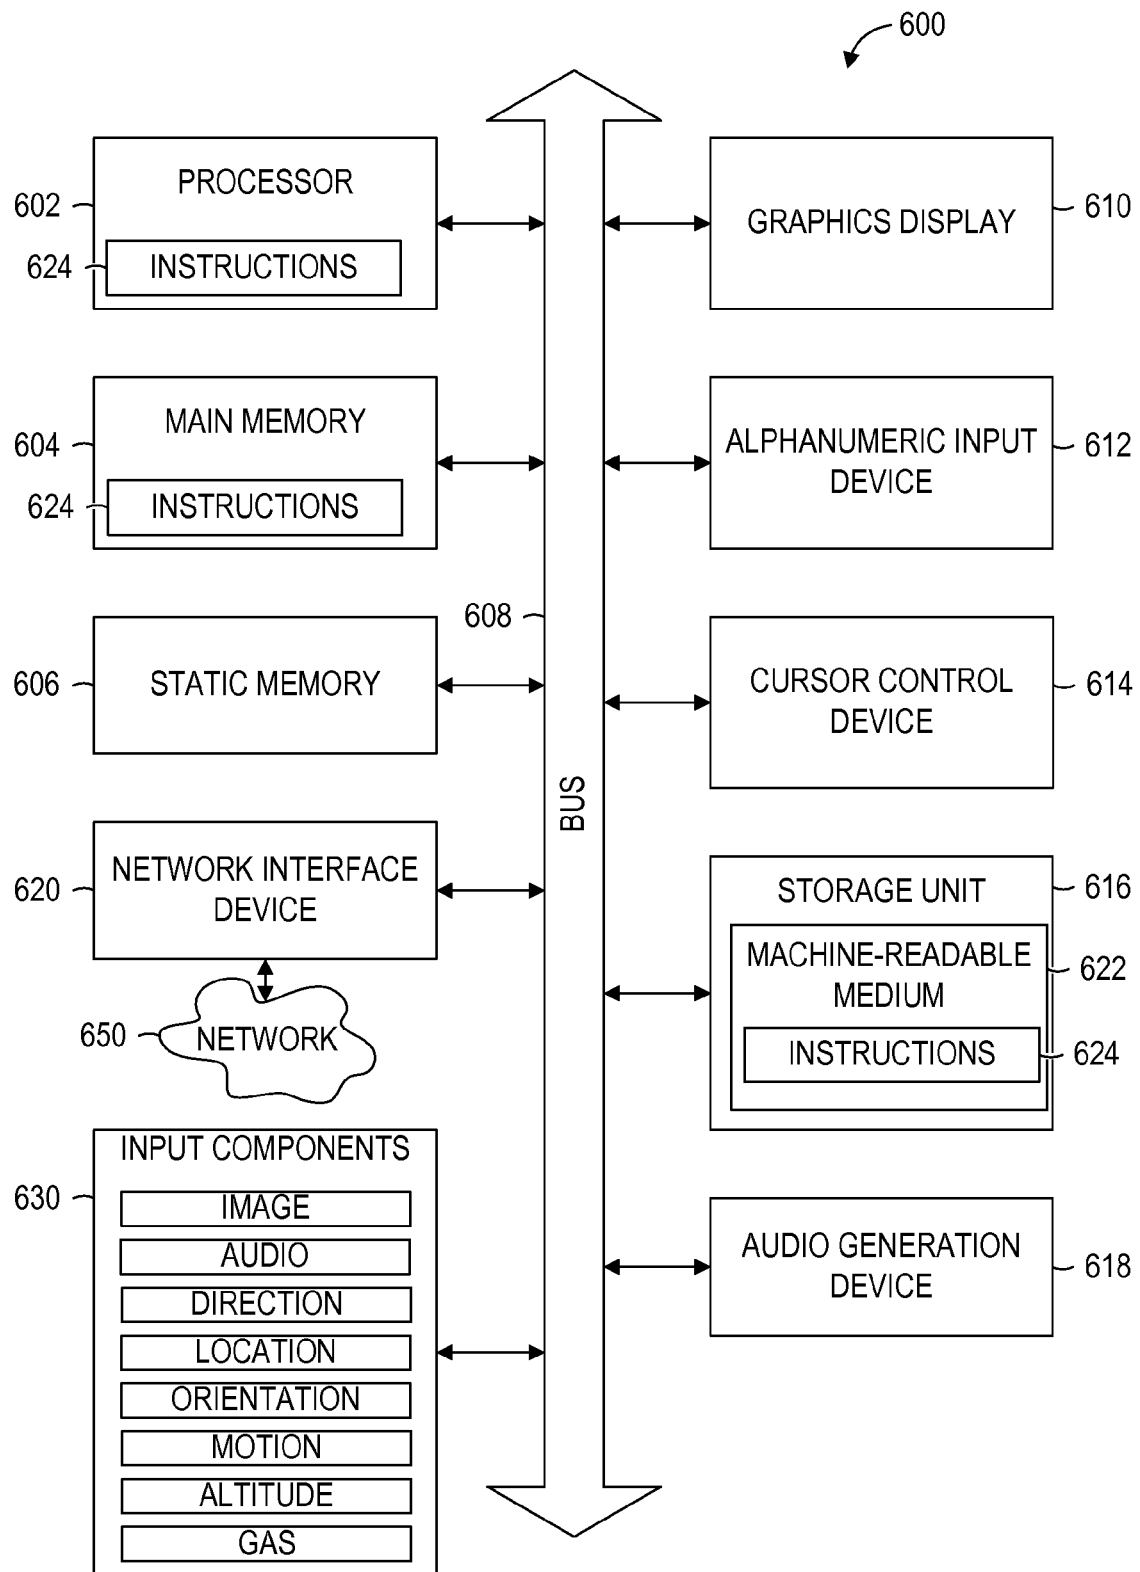 600
PROCESSOR
602
624
INSTRUCTIONS
MAIN MEMORY
604
624
INSTRUCTIONS
608
606
STATIC MEMORY
BUS
620
NETWORK INTERFACE
DEVICE
650
NETWORK
INPUT COMPONENTS
630
IMAGE
AUDIO
DIRECTION
LOCATION
ORIENTATION
MOTION
ALTITUDE
GAS
GRAPHICS DISPLAY
610
ALPHANUMERIC INPUT
DEVICE
612
CURSOR CONTROL
DEVICE
614
STORAGE UNIT
616
MACHINE-READABLE
MEDIUM
622
INSTRUCTIONS
624
AUDIO GENERATION
DEVICE
618